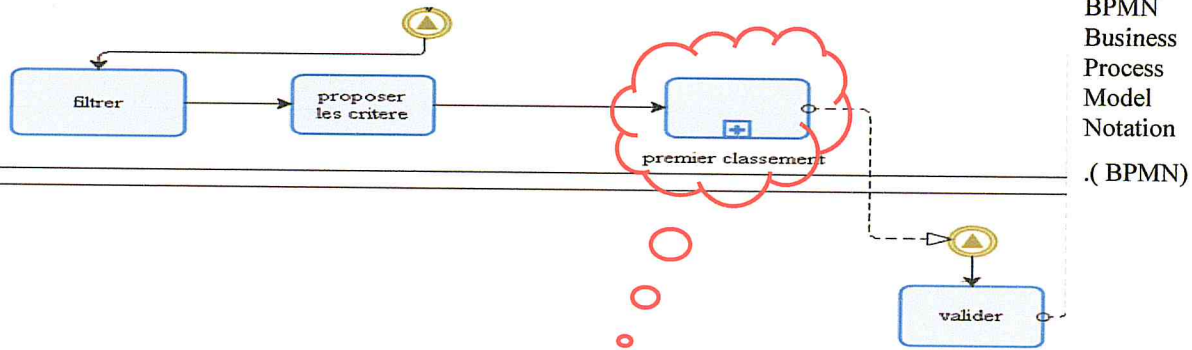 filtrer
proposer
les critere
premier classement
valider
BPMN
Business
Process
Model
Notation
.( BPMN)